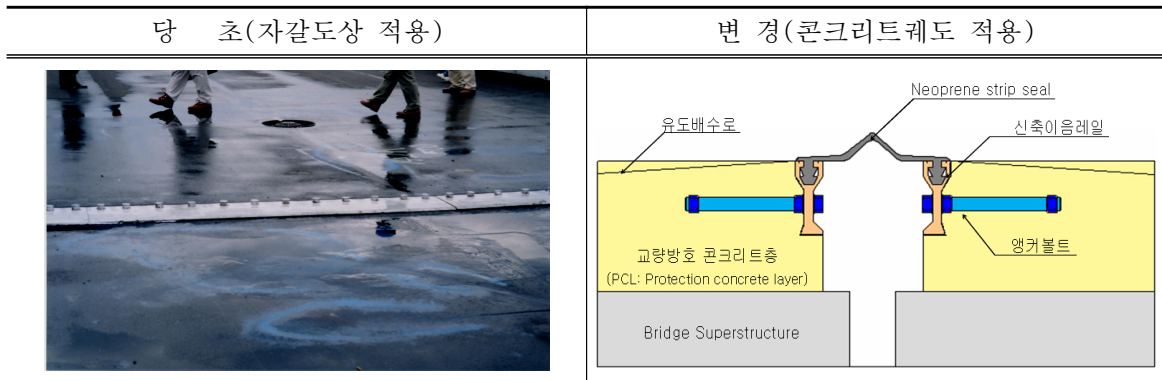 당 초(자갈도상 적용)
변 경(콘크리트궤도 적용)
Neoprene strip seal
유도배수로
신축이음레일
앵커볼트
교량방호 콘크리트층
(PCL: Protection concrete layer)
Bridge Superstructure